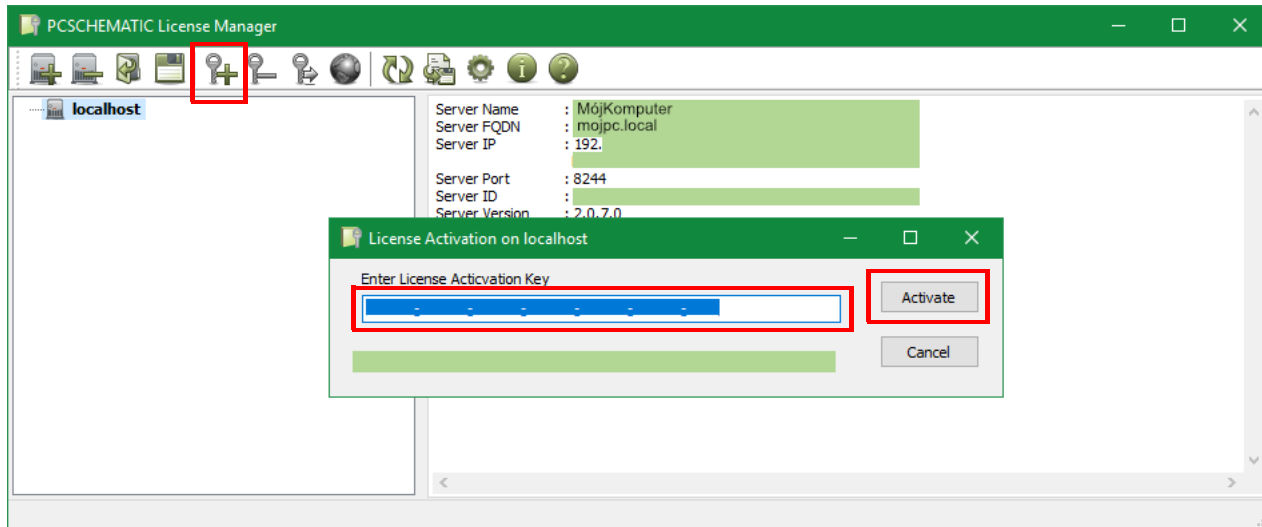 PCSCHEMATIC License Manager
localhost
Server Name : MójKomputer
Server FQDN : mojpc.local
Server IP : 192.
Server Port : 8244
Server ID :
Server Version : 2.0.7.0
License Activation on localhost
Enter License Acticvation Key
- - - - - -
Activate
Cancel